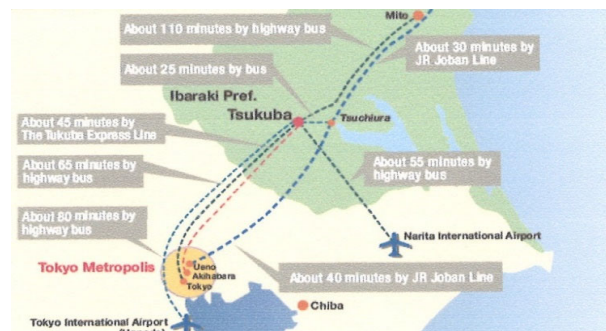 Mito
About 110 minutes by highway bus
About 30 minutes by
JR Joban Line
About 25 minutes by bus
Ibaraki Pref.
Tsukuba
Tsuchiura
About 45 minutes by
The Tukuba Express Line
About 65 minutes by
highway bus
About 55 minutes by
highway bus
About 80 minutes by
highway bus
Narita International Airport
Tokyo Metropolis
Ueno
Akihabara
Tokyo
About 40 minutes by JR Joban Line
Chiba
Tokyo International Airport